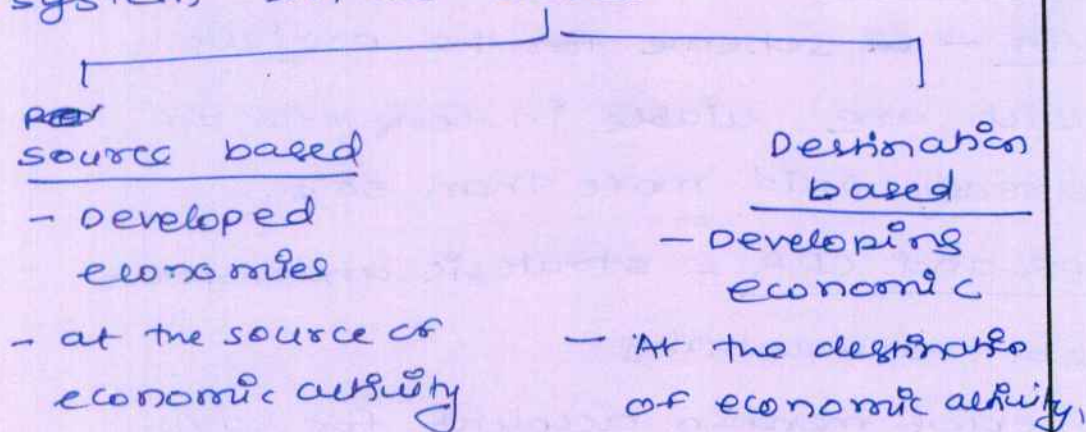 system,
source based
- Developed
economies
- at the source of
economic activity
Destination
based
- Developing
economic
- At the destination
of economic activity,